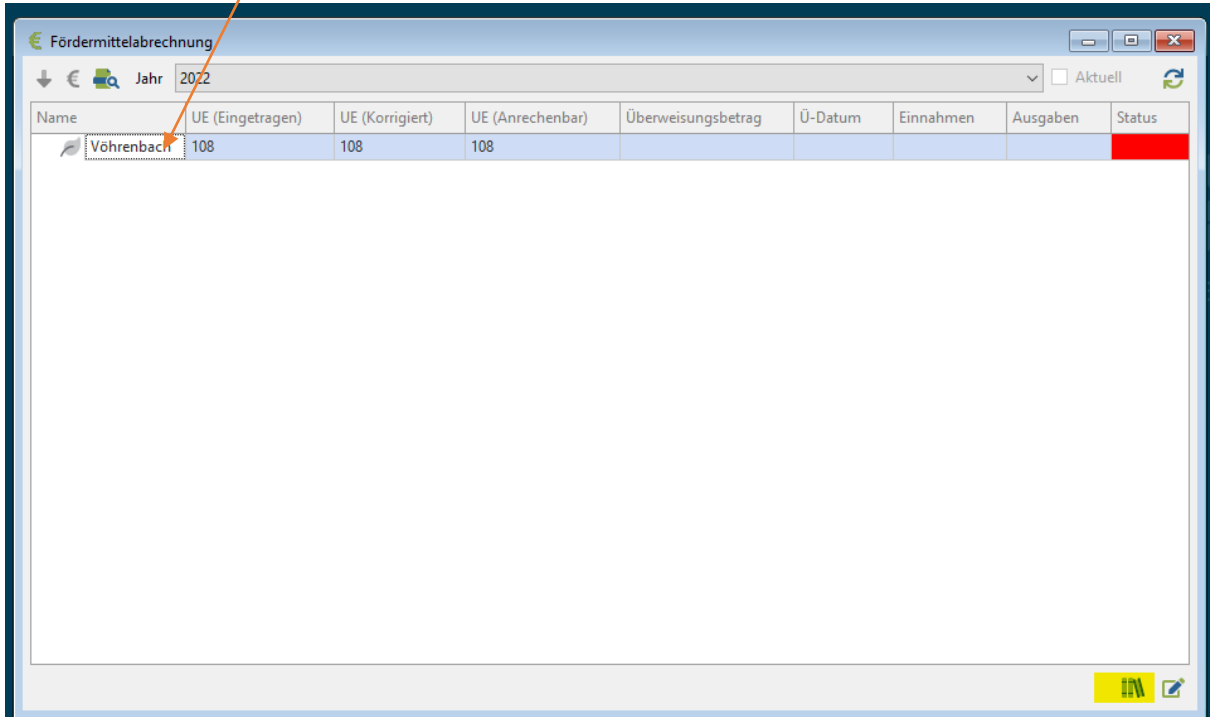 Fördermittelabrechnung
€ Jahr 2022 Aktuell
Name UE (Eingetragen) UE (Korrigiert) UE (Anrechenbar) Überweisungsbetrag Ü-Datum Einnahmen Ausgaben Status
Vöhrenbach 108 108 108